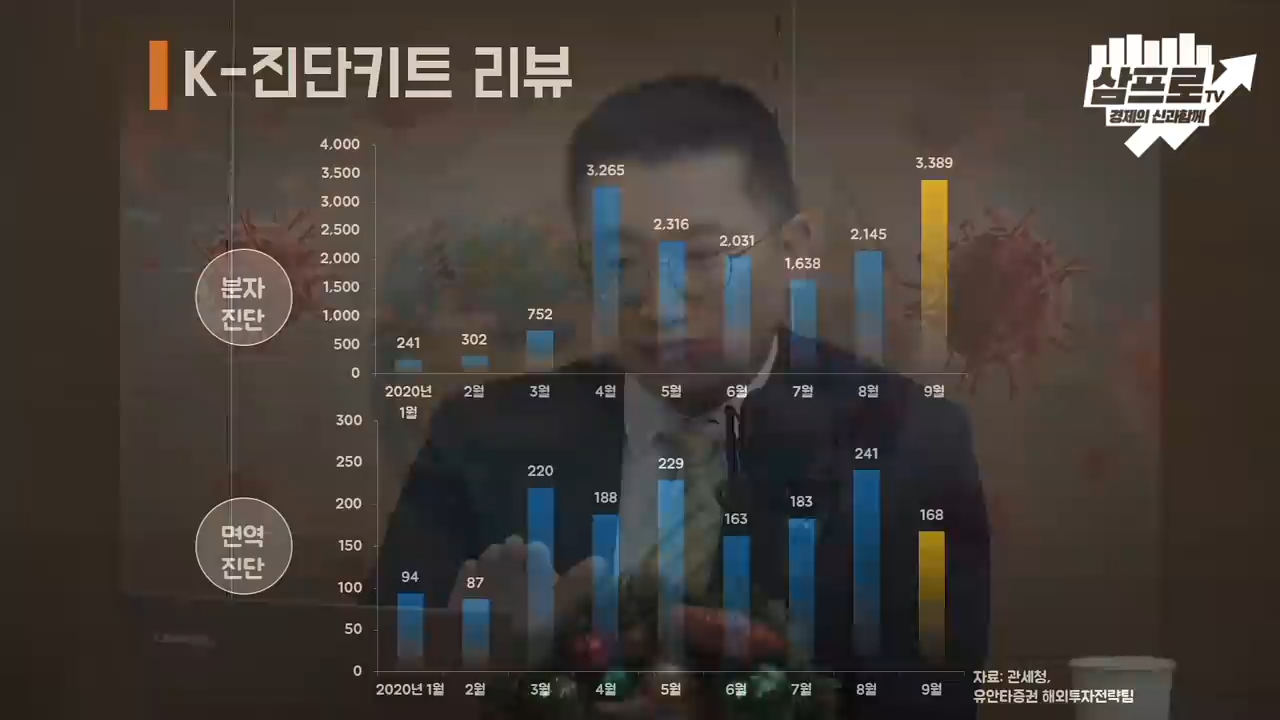 K-진단키트 리뷰
삼프로TV
경제의 신과함께
4,000
3,500
3,000
2,500
2,000
1,500
1,000
500
0
분자
진단
241
302
752
3,265
2,316
2,031
1,638
2,145
3,389
2020년 2월 3월 4월 5월 6월 7월 8월 9월
1월
300
250
200
150
100
50
0
면역
진단
94
87
220
188
229
163
183
241
168
2020년 1월 2월 3월 4월 5월 6월 7월 8월 9월
자료: 관세청,
유안타증권 해외투자전략팀